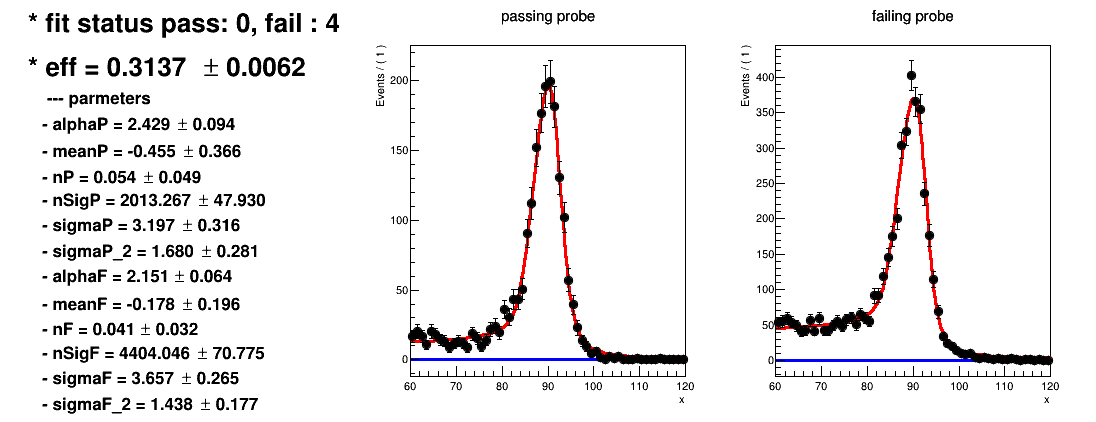 * fit status pass: 0, fail : 4
* eff = 0.3137 ± 0.0062
--- parmeters
- alphaP = 2.429 ± 0.094
- meanP = -0.455 ± 0.366
- nP = 0.054 ± 0.049
- nSigP = 2013.267 ± 47.930
- sigmaP = 3.197 ± 0.316
- sigmaP_2 = 1.680 ± 0.281
- alphaF = 2.151 ± 0.064
- meanF = -0.178 ± 0.196
- nF = 0.041 ± 0.032
- nSigF = 4404.046 ± 70.775
- sigmaF = 3.657 ± 0.265
- sigmaF_2 = 1.438 ± 0.177
passing probe
Events / ( 1 )
200
150
100
50
0
60 70 80 90 100 110 120
x
failing probe
Events / ( 1 )
400
350
300
250
200
150
100
50
0
60 70 80 90 100 110 120
x